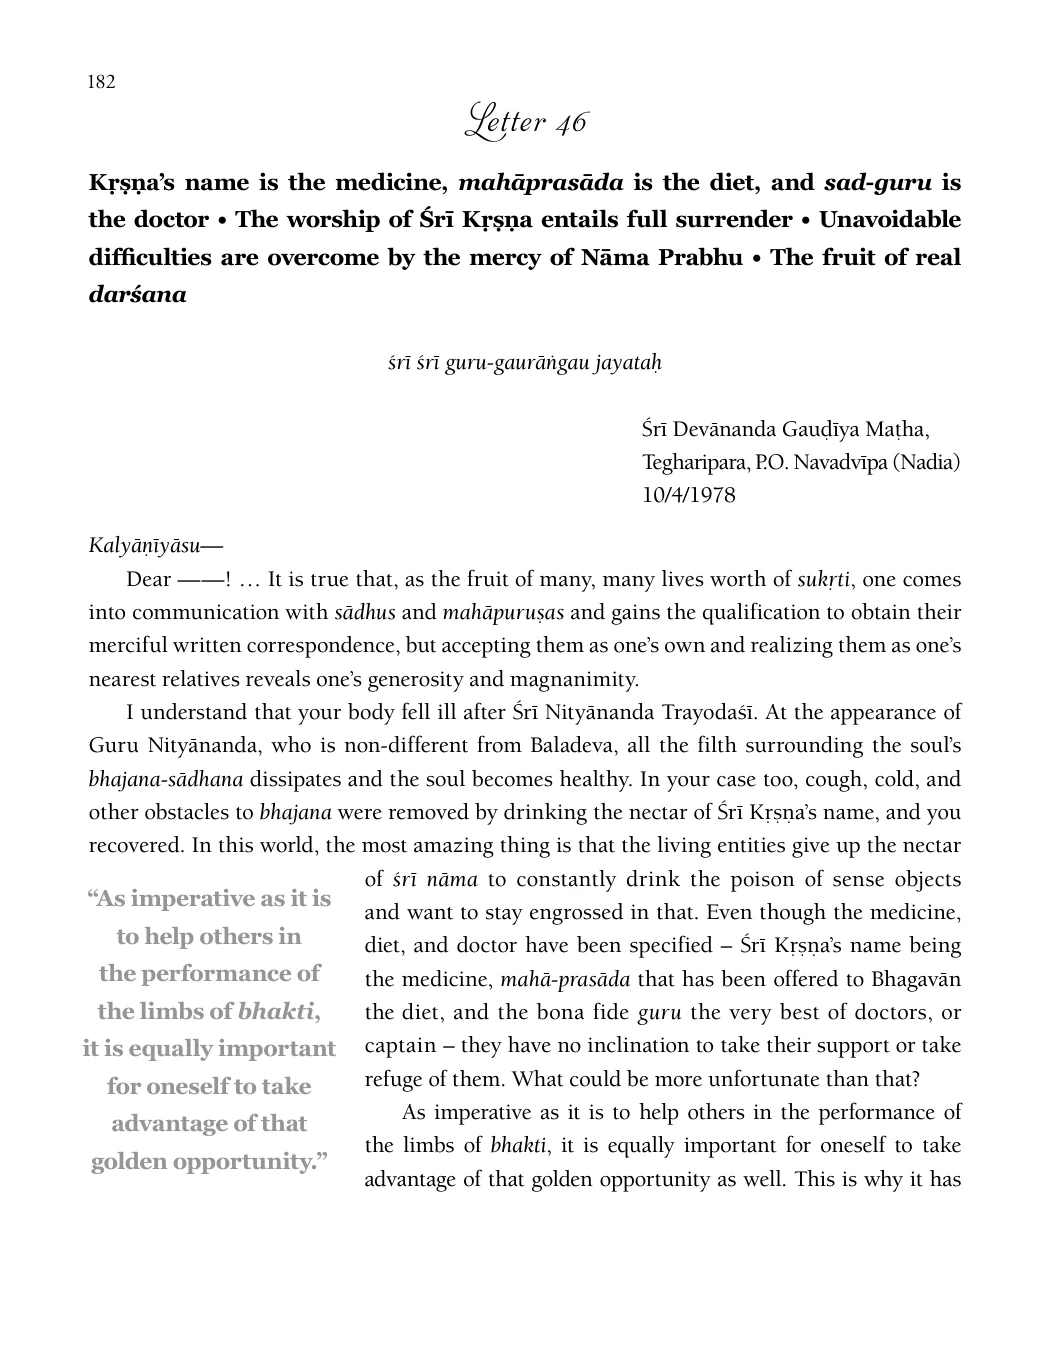 182
Letter 46
Kṛṣṇa’s name is the medicine, mahāprasāda is the diet, and sad-guru is
the doctor • The worship of Śrī Kṛṣṇa entails full surrender • Unavoidable
difficulties are overcome by the mercy of Nāma Prabhu • The fruit of real
darśana
śrī śrī guru-gaurāṅgau jayataḥ
Śrī Devānanda Gauḍīya Maṭha,
Tegharipara, P.O. Navadvīpa (Nadia)
10/4/1978
Kalyāṇīyāsu—
Dear ——! … It is true that, as the fruit of many, many lives worth of sukṛti, one comes
into communication with sādhus and mahāpuruṣas and gains the qualification to obtain their
merciful written correspondence, but accepting them as one’s own and realizing them as one’s
nearest relatives reveals one’s generosity and magnanimity.
I understand that your body fell ill after Śrī Nityānanda Trayodaśī. At the appearance of
Guru Nityānanda, who is non-different from Baladeva, all the filth surrounding the soul’s
bhajana-sādhana dissipates and the soul becomes healthy. In your case too, cough, cold, and
other obstacles to bhajana were removed by drinking the nectar of Śrī Kṛṣṇa’s name, and you
recovered. In this world, the most amazing thing is that the living entities give up the nectar
of śrī nāma to constantly drink the poison of sense objects
and want to stay engrossed in that. Even though the medicine,
diet, and doctor have been specified – Śrī Kṛṣṇa’s name being
the medicine, mahā-prasāda that has been offered to Bhagavān
the diet, and the bona fide guru the very best of doctors, or
captain – they have no inclination to take their support or take
refuge of them. What could be more unfortunate than that?
As imperative as it is to help others in the performance of
the limbs of bhakti, it is equally important for oneself to take
advantage of that golden opportunity as well. This is why it has
“As imperative as it is
to help others in
the performance of
the limbs of bhakti,
it is equally important
for oneself to take
advantage of that
golden opportunity.”